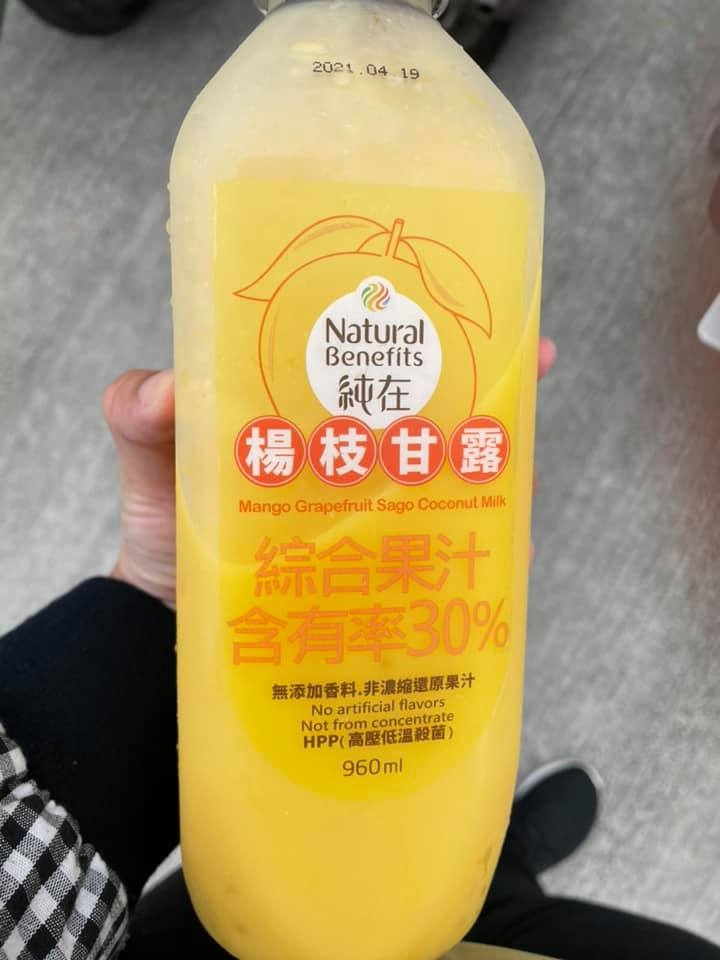 2021.04.19
Natural
Benefits
純在
楊枝甘露
Mango Grapefruit Sago Coconut Milk
綜合果汁
含有率30%
無添加香料.非濃縮還原果汁
No artificial flavors
Not from concentrate
HPP(高壓低溫殺菌)
960ml